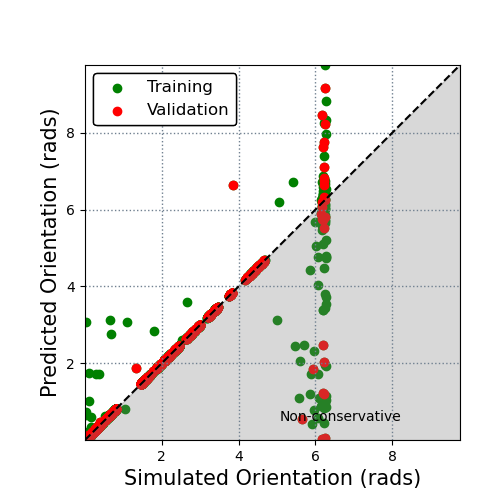 Training
Validation
Predicted Orientation (rads)
8
6
4
2
Non-conservative
2
4
6
8
Simulated Orientation (rads)